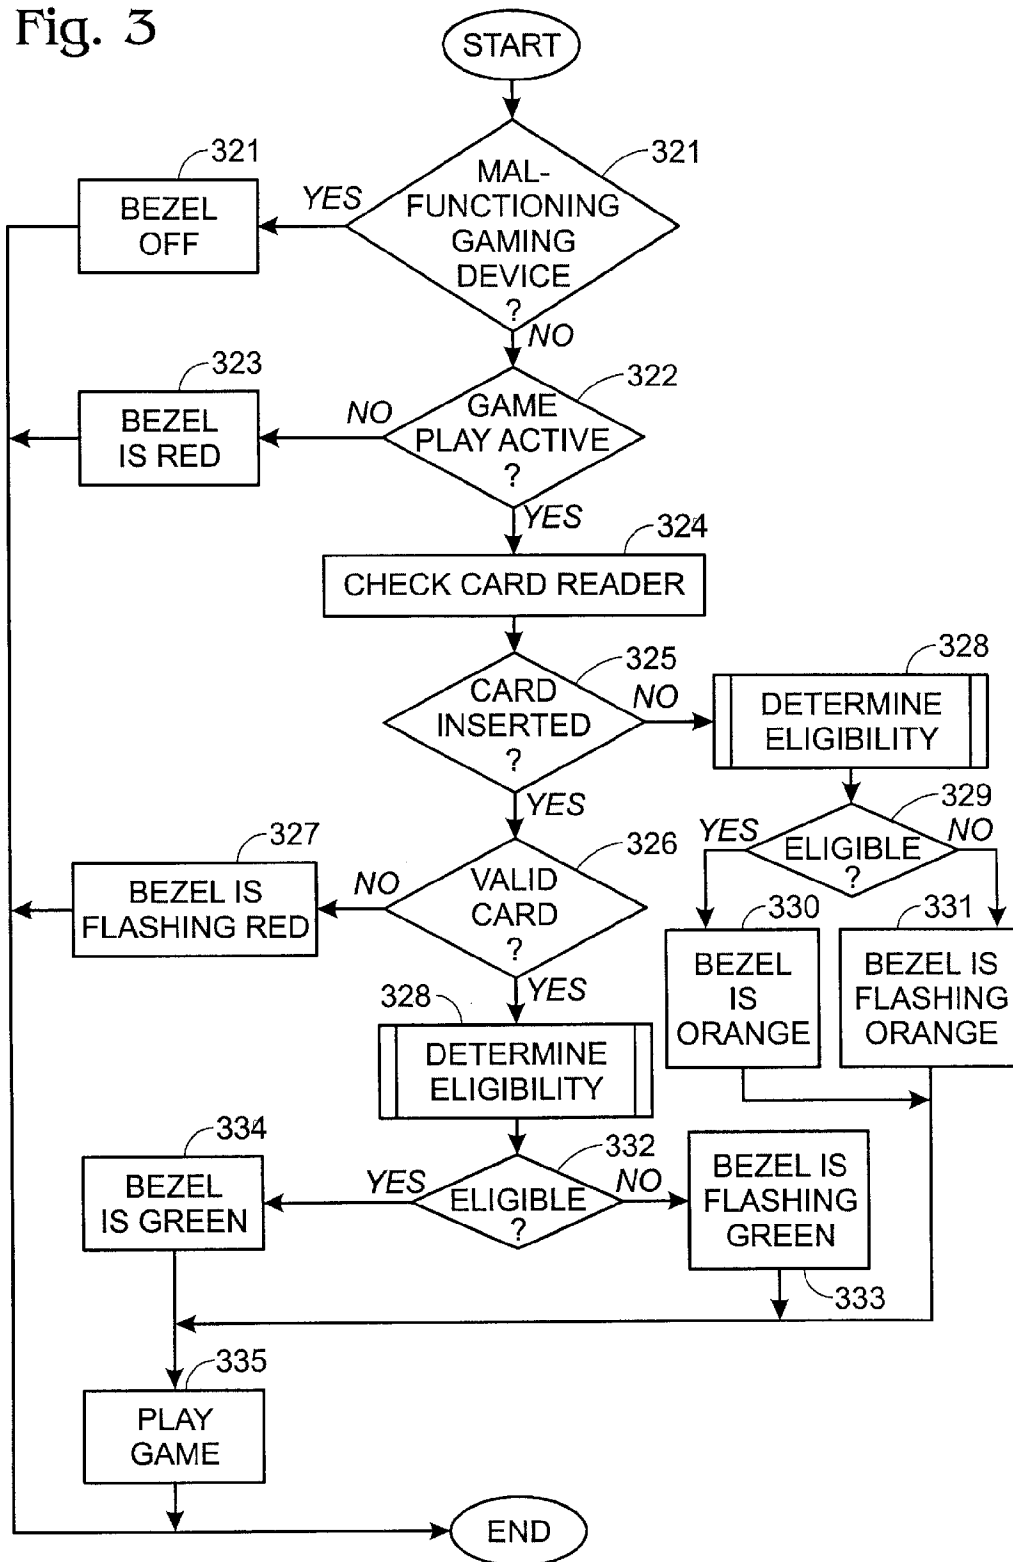 Fig. 3
START
321
MAL-
FUNCTIONING
GAMING
DEVICE
?
YES
321
BEZEL
OFF
NO
322
GAME
PLAY ACTIVE
?
NO
323
BEZEL
IS RED
YES
324
CHECK CARD READER
325
CARD
INSERTED
?
NO
328
DETERMINE
ELIGIBILITY
YES
329
ELIGIBLE
?
YES
NO
326
VALID
CARD
?
NO
327
BEZEL IS
FLASHING RED
330
BEZEL
IS
ORANGE
331
BEZEL IS
FLASHING
ORANGE
YES
328
DETERMINE
ELIGIBILITY
332
ELIGIBLE
?
YES
334
BEZEL
IS GREEN
NO
BEZEL IS
FLASHING
GREEN
333
335
PLAY
GAME
END